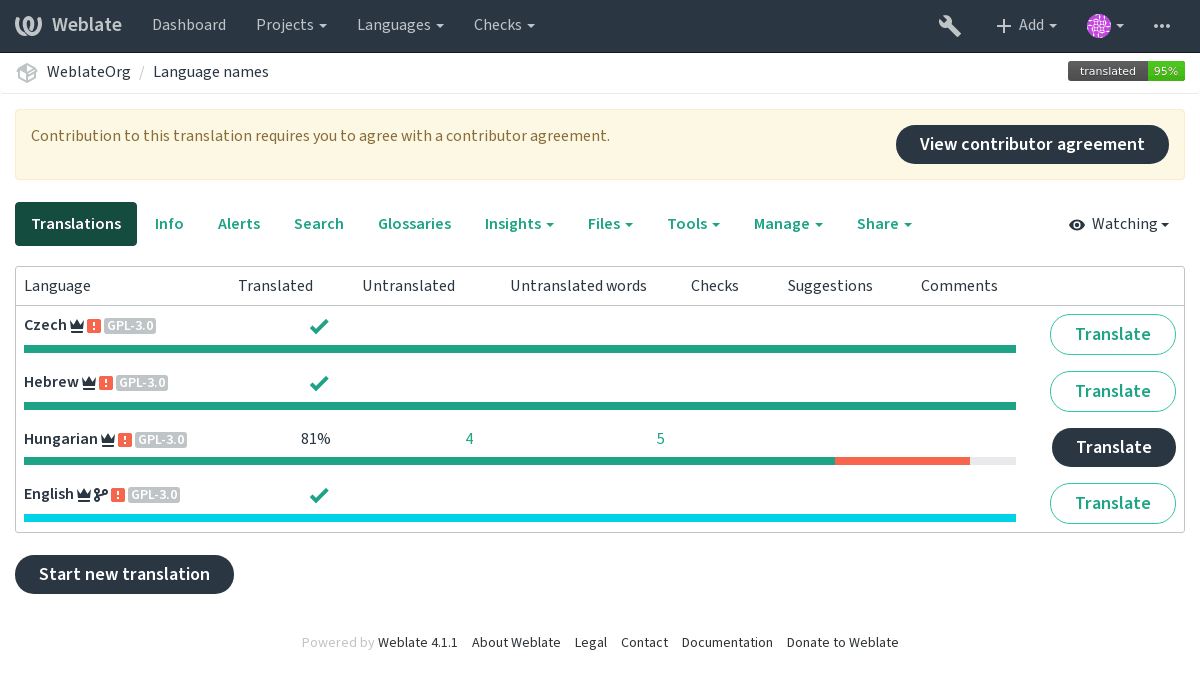 Weblate Dashboard Projects Languages Checks Add
WeblateOrg / Language names translated 95%
Contribution to this translation requires you to agree with a contributor agreement. View contributor agreement
Translations Info Alerts Search Glossaries Insights Files Tools Manage Share Watching
Language Translated Untranslated Untranslated words Checks Suggestions Comments
Czech GPL-3.0 Translate
Hebrew GPL-3.0 Translate
Hungarian GPL-3.0 81% 4 5 Translate
English GPL-3.0 Translate
Start new translation
Powered by Weblate 4.1.1 About Weblate Legal Contact Documentation Donate to Weblate